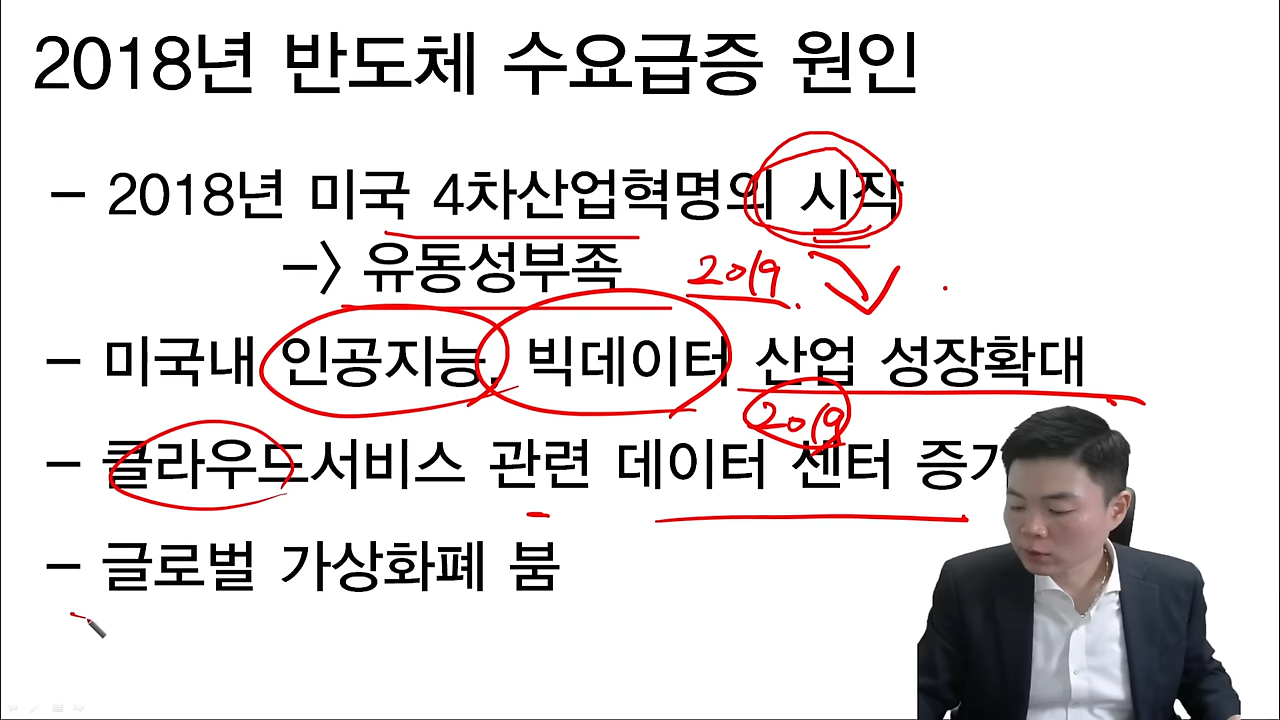 2018년 반도체 수요급증 원인
- 2018년 미국 4차산업혁명의 시작
-> 유동성부족
2019
- 미국내 인공지능, 빅데이터 산업 성장확대
2019
- 클라우드서비스 관련 데이터 센터 증가
- 글로벌 가상화폐 붐